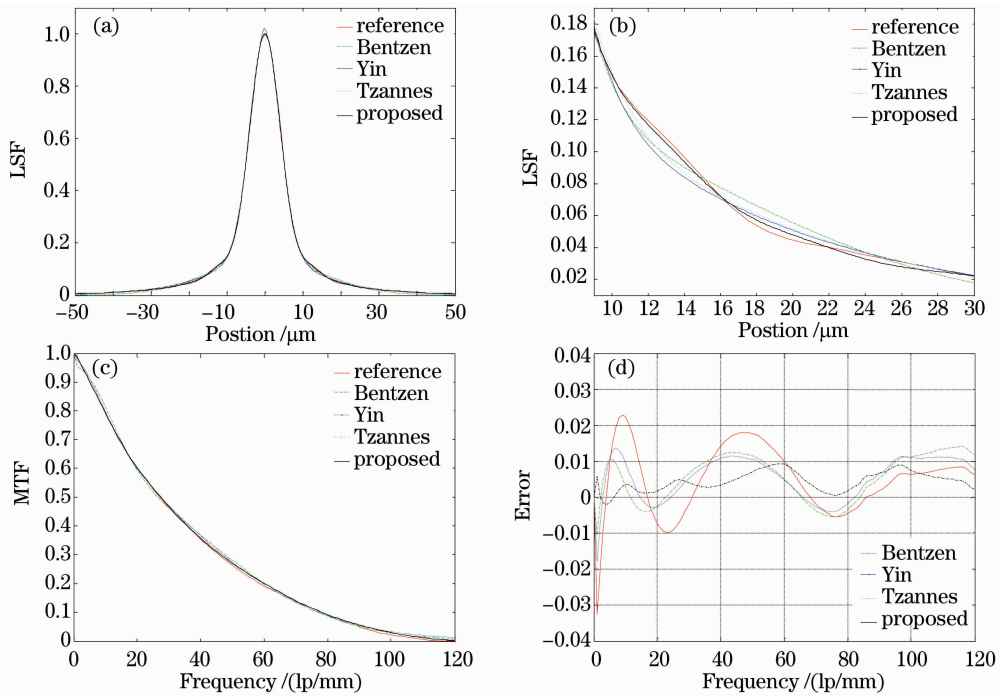 (a)
reference
Bentzen
Yin
Tzannes
proposed
LSF
1.0
0.8
0.6
0.4
0.2
0
−50
−30
−10
10
30
50
Postion /μm
(b)
reference
Bentzen
Yin
Tzannes
proposed
LSF
0.18
0.16
0.14
0.12
0.10
0.08
0.06
0.04
0.02
10
12
14
16
18
20
22
24
26
28
30
Postion /μm
(c)
reference
Bentzen
Yin
Tzannes
proposed
MTF
1.0
0.9
0.8
0.7
0.6
0.5
0.4
0.3
0.2
0.1
0
0
20
40
60
80
100
120
Frequency /(lp/mm)
(d)
Error
0.04
0.03
0.02
0.010
0
−0.01
−0.02
−0.03
−0.04
Bentzen
Yin
Tzannes
proposed
0
20
40
60
80
100
120
Frequency /(lp/mm)